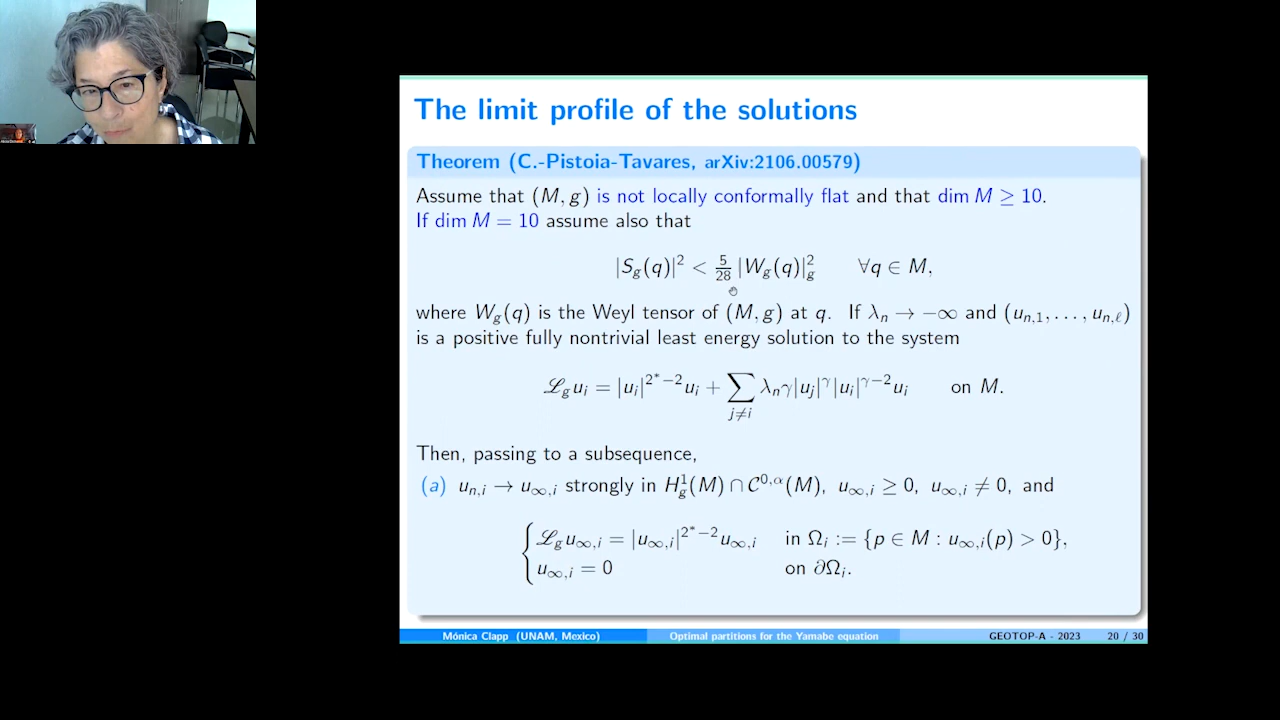 The limit profile of the solutions
Theorem (C.-Pistoia-Tavares, arXiv:2106.00579)
Assume that (M, g) is not locally conformally flat and that dim M ≥ 10.
If dim M = 10 assume also that
|S_g(q)|² < 5/28 |W_g(q)|²_g ∀q ∈ M,
where W_g(q) is the Weyl tensor of (M, g) at q. If λ_n → −∞ and (u_{n,1}, . . . , u_{n,ℓ})
is a positive fully nontrivial least energy solution to the system
ℒ_g u_i = |u_i|^{2*−2} u_i + ∑_{j≠i} λ_n γ|u_j|^γ |u_i|^{γ−2} u_i on M.
Then, passing to a subsequence,
(a) u_{n,i} → u_{∞,i} strongly in H¹_g(M) ∩ 𝒞^{0,α}(M), u_{∞,i} ≥ 0, u_{∞,i} ≠ 0, and
ℒ_g u_{∞,i} = |u_{∞,i}|^{2*−2} u_{∞,i} in Ω_i := {p ∈ M : u_{∞,i}(p) > 0},
u_{∞,i} = 0 on ∂Ω_i.
Mónica Clapp (UNAM, Mexico) Optimal partitions for the Yamabe equation GEOTOP-A - 2023 20 / 30